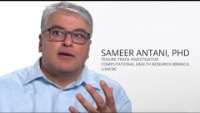 SAMEER ANTANI, PHD
TENURE TRACK INVESTIGATOR
COMPUTATIONAL HEALTH RESEARCH BRANCH,
LHNCBC